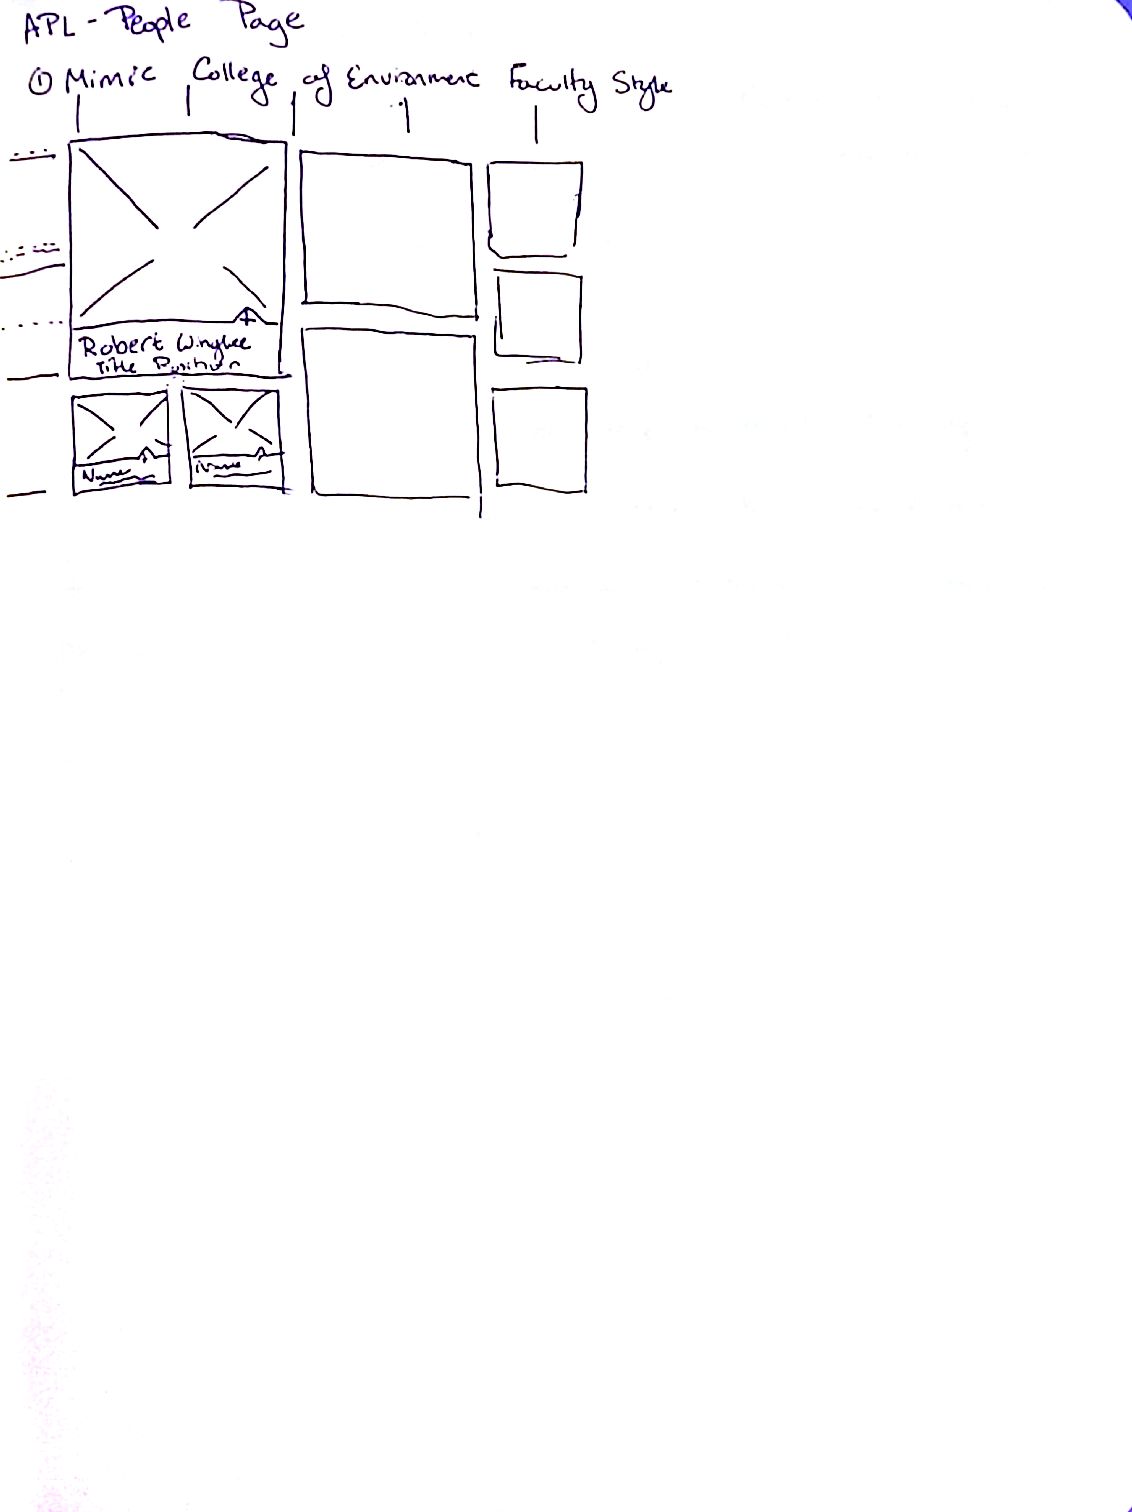 APL - People Page
① Mimic College of Environment Faculty Style
Robert Winglee
Title Position
Name
Name